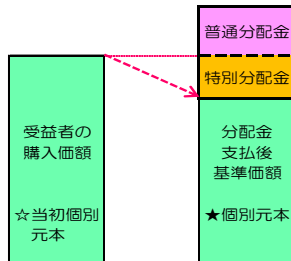 普通分配金
特別分配金
受益者の
購入価額
☆当初個別
元本
分配金
支払後
基準価額
★個別元本